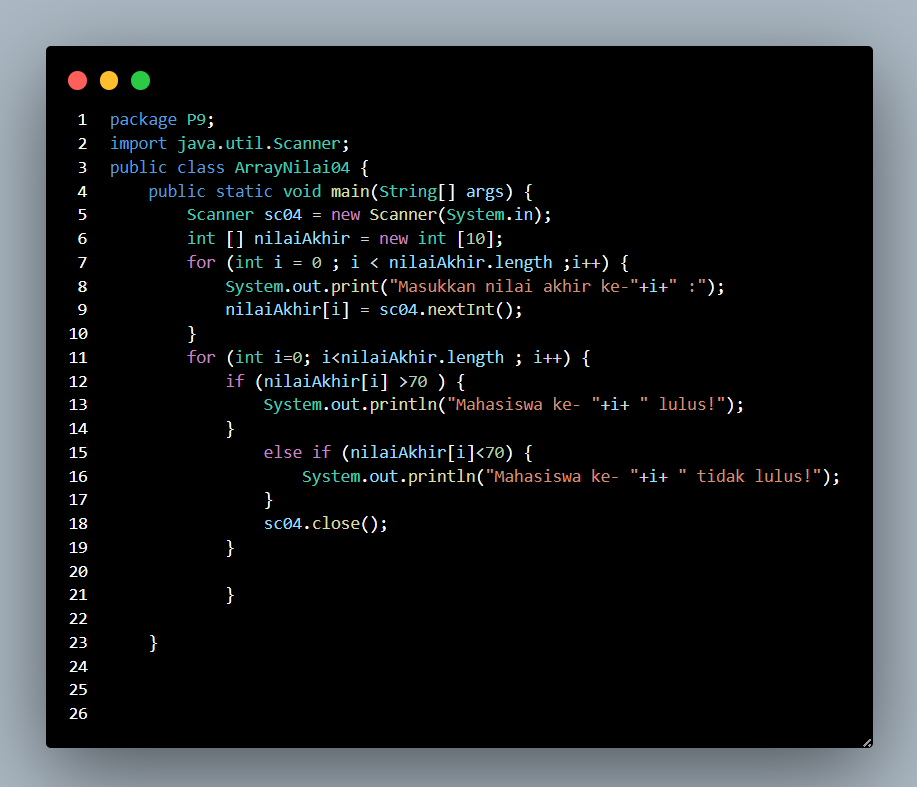 1 package P9;
2 import java.util.Scanner;
3 public class ArrayNilai04 {
4     public static void main(String[] args) {
5         Scanner sc04 = new Scanner(System.in);
6         int [] nilaiAkhir = new int [10];
7         for (int i = 0 ; i < nilaiAkhir.length ;i++) {
8             System.out.print("Masukkan nilai akhir ke-"+i+" :");
9             nilaiAkhir[i] = sc04.nextInt();
10         }
11         for (int i=0; i<nilaiAkhir.length ; i++) {
12             if (nilaiAkhir[i] >70 ) {
13                 System.out.println("Mahasiswa ke- "+i+ " lulus!");
14             }
15                 else if (nilaiAkhir[i]<70) {
16                     System.out.println("Mahasiswa ke- "+i+ " tidak lulus!");
17                 }
18                 sc04.close();
19             }
20
21             }
22
23     }
24
25
26